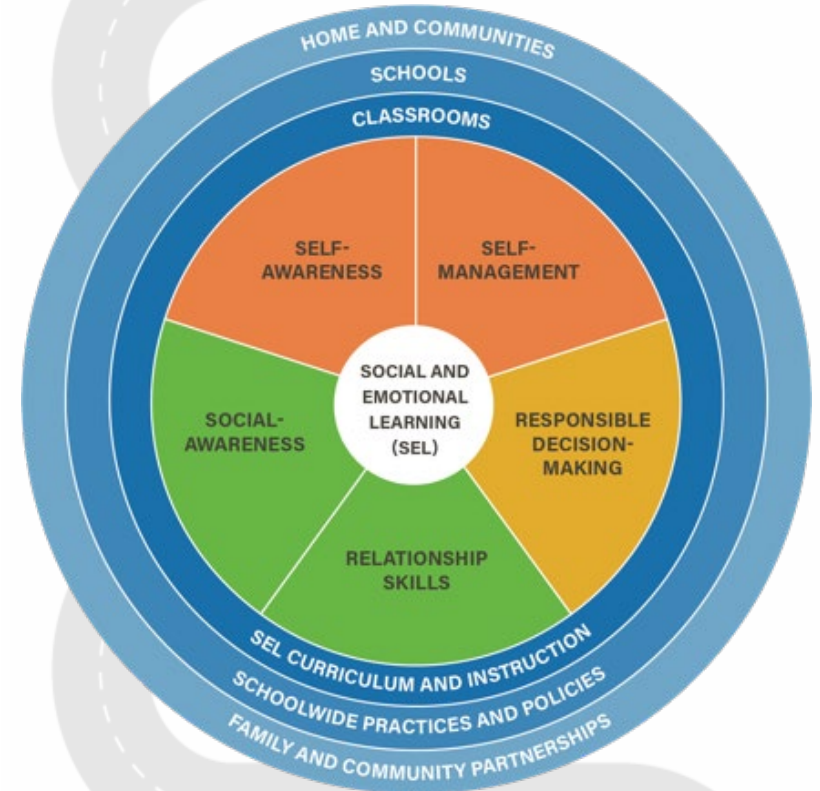 HOME AND COMMUNITIES
SCHOOLS
CLASSROOMS
SELF-
AWARENESS
SELF-
MANAGEMENT
SOCIAL AND
EMOTIONAL
LEARNING
(SEL)
SOCIAL-
AWARENESS
RESPONSIBLE
DECISION-
MAKING
RELATIONSHIP
SKILLS
SEL CURRICULUM AND INSTRUCTION
SCHOOLWIDE PRACTICES AND POLICIES
FAMILY AND COMMUNITY PARTNERSHIPS